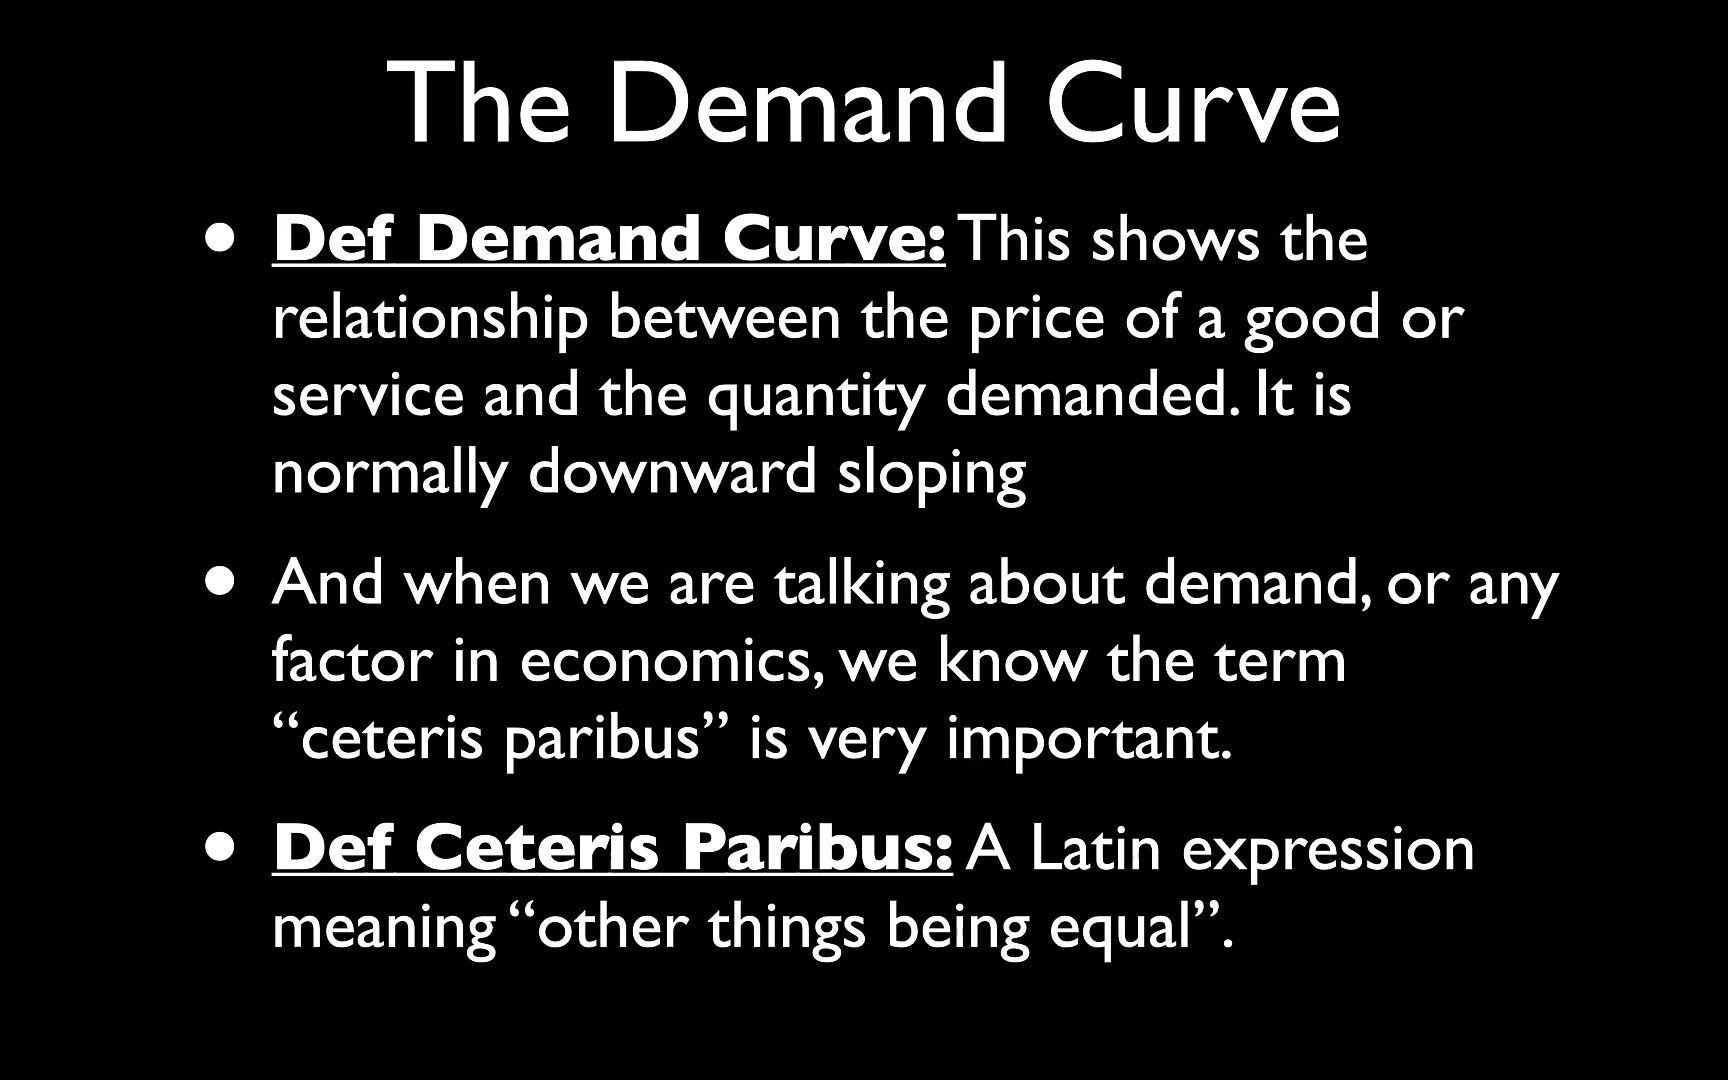 The Demand Curve
• Def Demand Curve: This shows the
relationship between the price of a good or
service and the quantity demanded. It is
normally downward sloping
• And when we are talking about demand, or any
factor in economics, we know the term
“ceteris paribus” is very important.
• Def Ceteris Paribus: A Latin expression
meaning “other things being equal”.